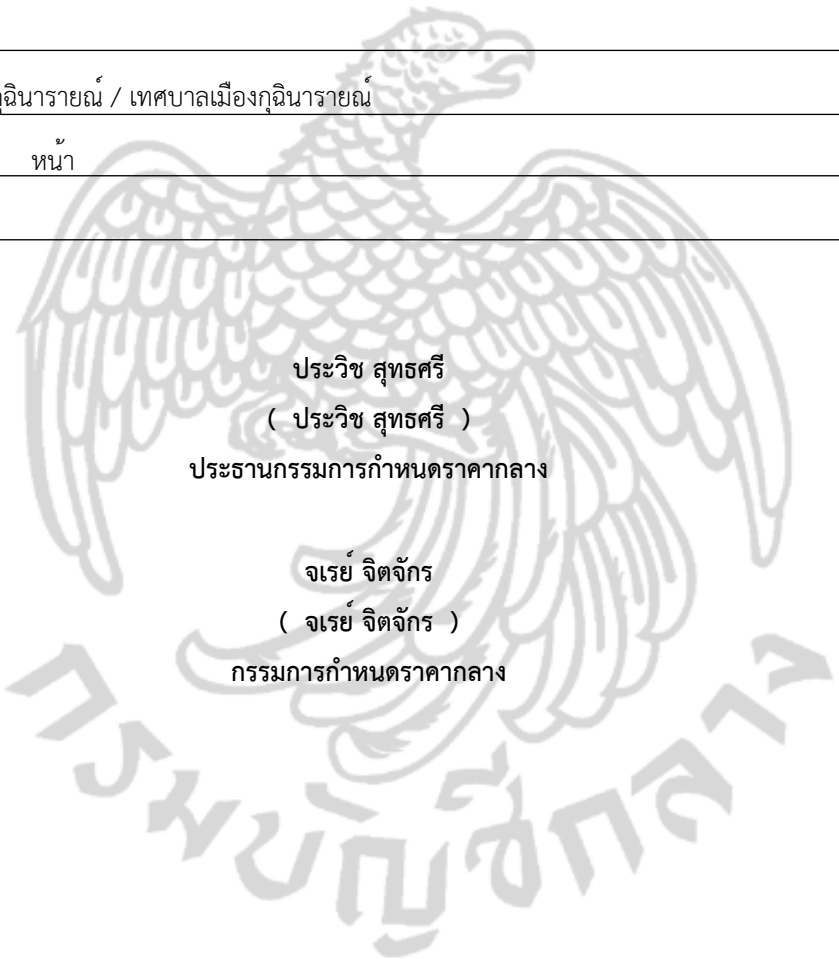 กุฉินารายณ์ / เทศบาลเมืองกุฉินารายณ์
หน้า
ประวิช สุทธศรี
( ประวิช สุทธศรี )
ประธานกรรมการกำหนดราคากลาง
จเรย์ จิตจักร
( จเรย์ จิตจักร )
กรรมการกำหนดราคากลาง
กรมบัญชีกลาง